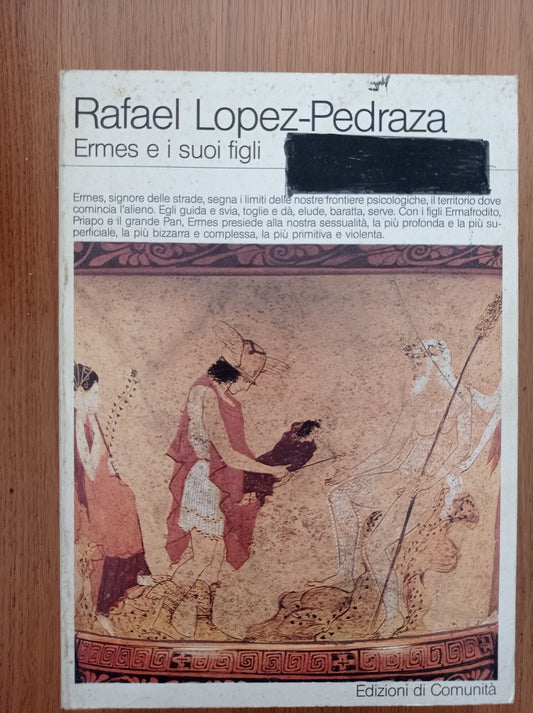 Rafael Lopez-Pedraza
Ermes e i suoi figli
Ermes, signore delle strade, segna i limiti delle nostre frontiere psicologiche, il territorio dove
comincia l'alieno. Egli guida e svia, toglie e dà, elude, baratta, serve. Con i figli Ermafrodito,
Priapo e il grande Pan, Ermes presiede alla nostra sessualità, la più profonda e la più su-
perficiale, la più bizzarra e complessa, la più primitiva e violenta.
Edizioni di Comunità